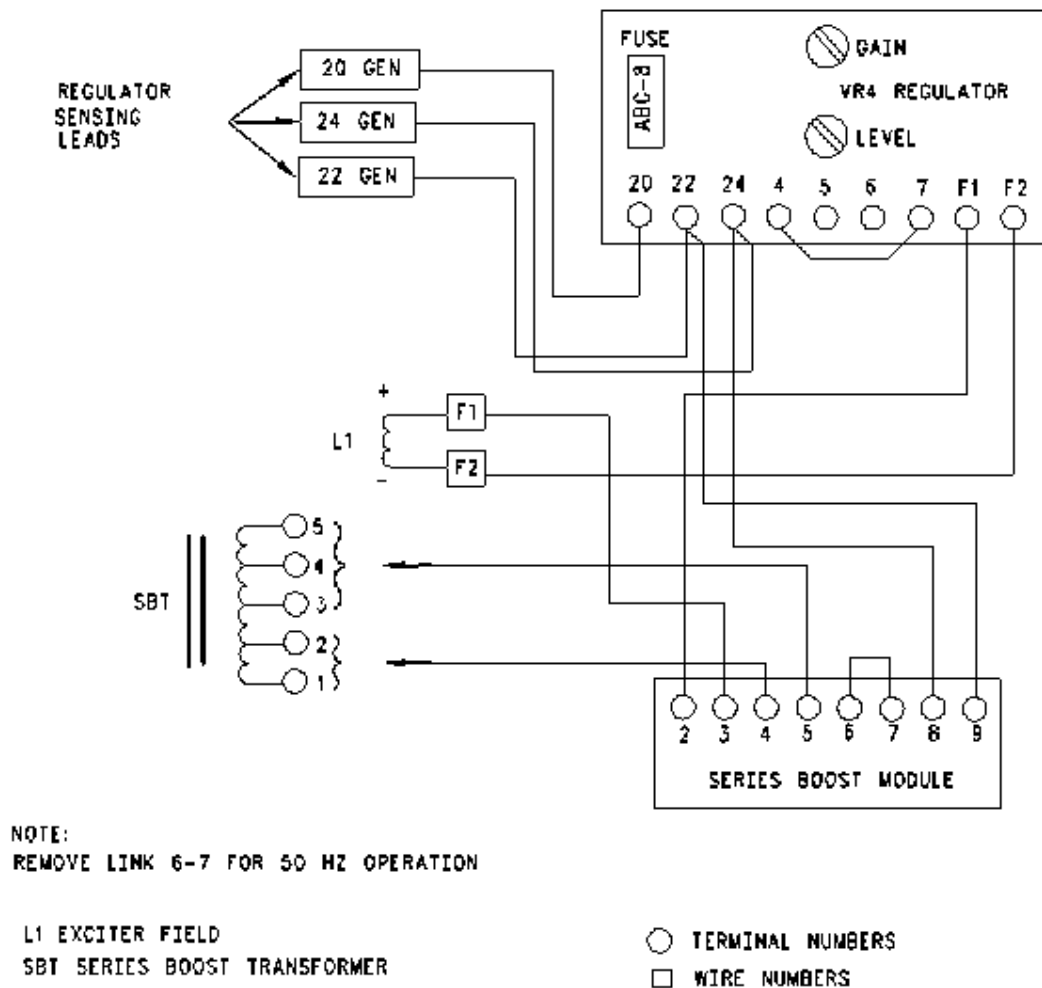 REGULATOR
SENSING
LEADS
20 GEN
24 GEN
22 GEN
FUSE
ABC-8
GAIN
VR4 REGULATOR
LEVEL
20 22 24 4 5 6 7 F1 F2
+
L1
-
F1
F2
SBT
5
4
3
2
1
2 3 4 5 6 7 8 9
SERIES BOOST MODULE
NOTE:
REMOVE LINK 6-7 FOR 50 HZ OPERATION
L1 EXCITER FIELD
SBT SERIES BOOST TRANSFORMER
TERMINAL NUMBERS
WIRE NUMBERS